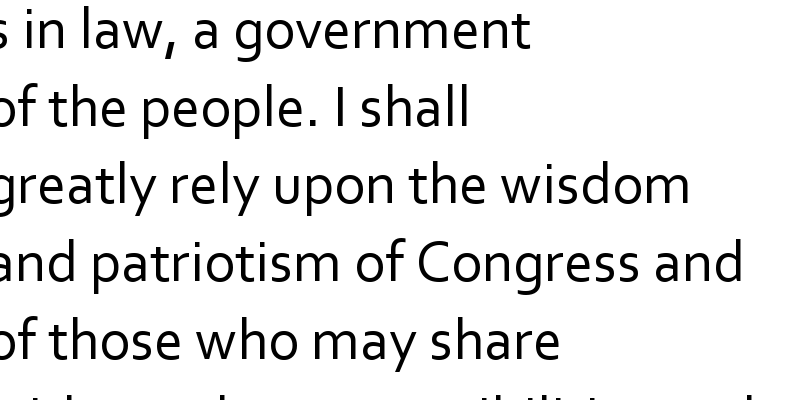 s in law, a government
of the people. I shall
greatly rely upon the wisdom
and patriotism of Congress and
of those who may share